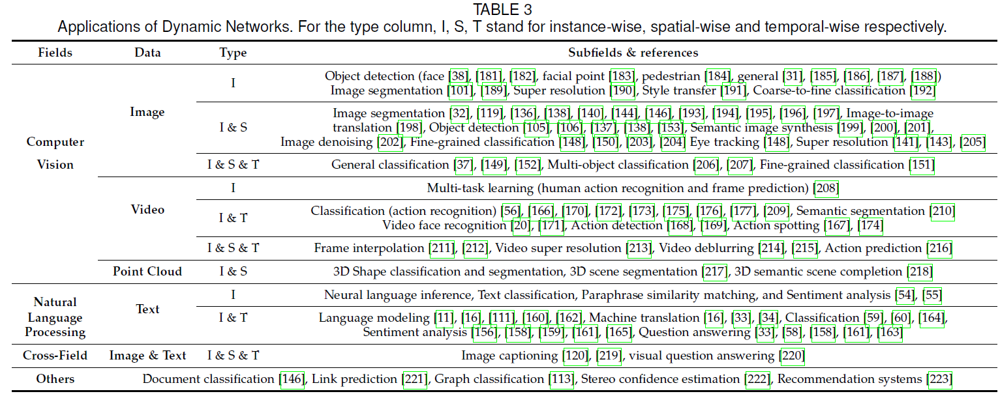 TABLE 3
Applications of Dynamic Networks. For the type column, I, S, T stand for instance-wise, spatial-wise and temporal-wise respectively.
Fields Data Type Subfields & references
Computer
Vision
Image
I
Object detection (face [38], [181], [182], facial point [183], pedestrian [184], general [31], [185], [186], [187], [188])
Image segmentation [101], [189], Super resolution [190], Style transfer [191], Coarse-to-fine classification [192]
I & S
Image segmentation [32], [119], [136], [138], [140], [144], [146], [193], [194], [195], [196], [197], Image-to-image
translation [198], Object detection [105], [106], [137], [138], [153], Semantic image synthesis [199], [200], [201],
Image denoising [202], Fine-grained classification [148], [150], [203], [204] Eye tracking [148], Super resolution [141], [143], [205]
I & S & T General classification [37], [149], [152], Multi-object classification [206], [207], Fine-grained classification [151]
Video
I Multi-task learning (human action recognition and frame prediction) [208]
I & T
Classification (action recognition) [56], [166], [170], [172], [173], [175], [176], [177], [209], Semantic segmentation [210]
Video face recognition [20], [171], Action detection [168], [169], Action spotting [167], [174]
I & S & T Frame interpolation [211], [212], Video super resolution [213], Video deblurring [214], [215], Action prediction [216]
Point Cloud I & S 3D Shape classification and segmentation, 3D scene segmentation [217], 3D semantic scene completion [218]
Natural
Language
Processing
Text
I Neural language inference, Text classification, Paraphrase similarity matching, and Sentiment analysis [54], [55]
I & T
Language modeling [11], [16], [111], [160], [162], Machine translation [16], [33], [34], Classification [59], [60], [164],
Sentiment analysis [156], [158], [159], [161], [165], Question answering [33], [58], [158], [161], [163]
Cross-Field Image & Text I & S & T Image captioning [120], [219], visual question answering [220]
Others Document classification [146], Link prediction [221], Graph classification [113], Stereo confidence estimation [222], Recommendation systems [223]